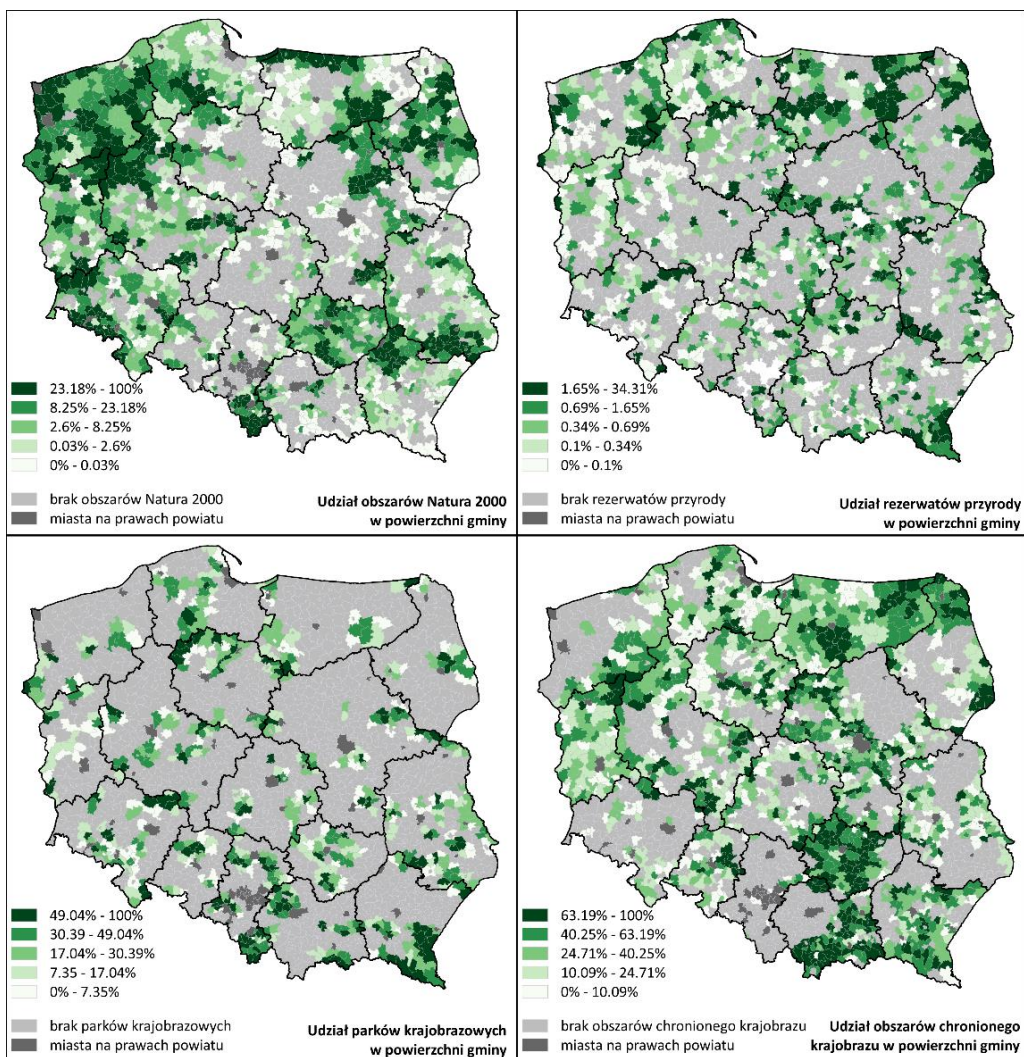 23.18% - 100%
8.25% - 23.18%
2.6% - 8.25%
0.03% - 2.6%
0% - 0.03%
brak obszarów Natura 2000
miasta na prawach powiatu
Udział obszarów Natura 2000
w powierzchni gminy
1.65% - 34.31%
0.69% - 1.65%
0.34% - 0.69%
0.1% - 0.34%
0% - 0.1%
brak rezerwatów przyrody
miasta na prawach powiatu
Udział rezerwatów przyrody
w powierzchni gminy
49.04% - 100%
30.39 - 49.04%
17.04% - 30.39%
7.35 - 17.04%
0% - 7.35%
brak parków krajobrazowych
miasta na prawach powiatu
Udział parków krajobrazowych
w powierzchni gminy
63.19% - 100%
40.25% - 63.19%
24.71% - 40.25%
10.09% - 24.71%
0% - 10.09%
brak obszarów chronionego krajobrazu
miasta na prawach powiatu
Udział obszarów chronionego
krajobrazu w powierzchni gminy